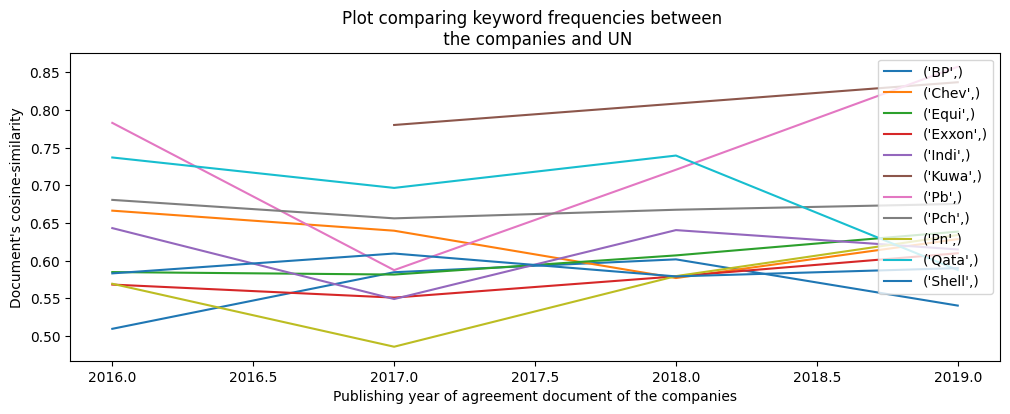 Plot comparing keyword frequencies between
the companies and UN
Document's cosine-similarity
0.85
0.80
0.75
0.70
0.65
0.60
0.55
0.50
('BP',)
('Chev',)
('Equi',)
('Exxon',)
('Indi',)
('Kuwa',)
('Pb',)
('Pch',)
('Pn',)
('Qata',)
('Shell',)
2016.0 2016.5 2017.0 2017.5 2018.0 2018.5 2019.0
Publishing year of agreement document of the companies